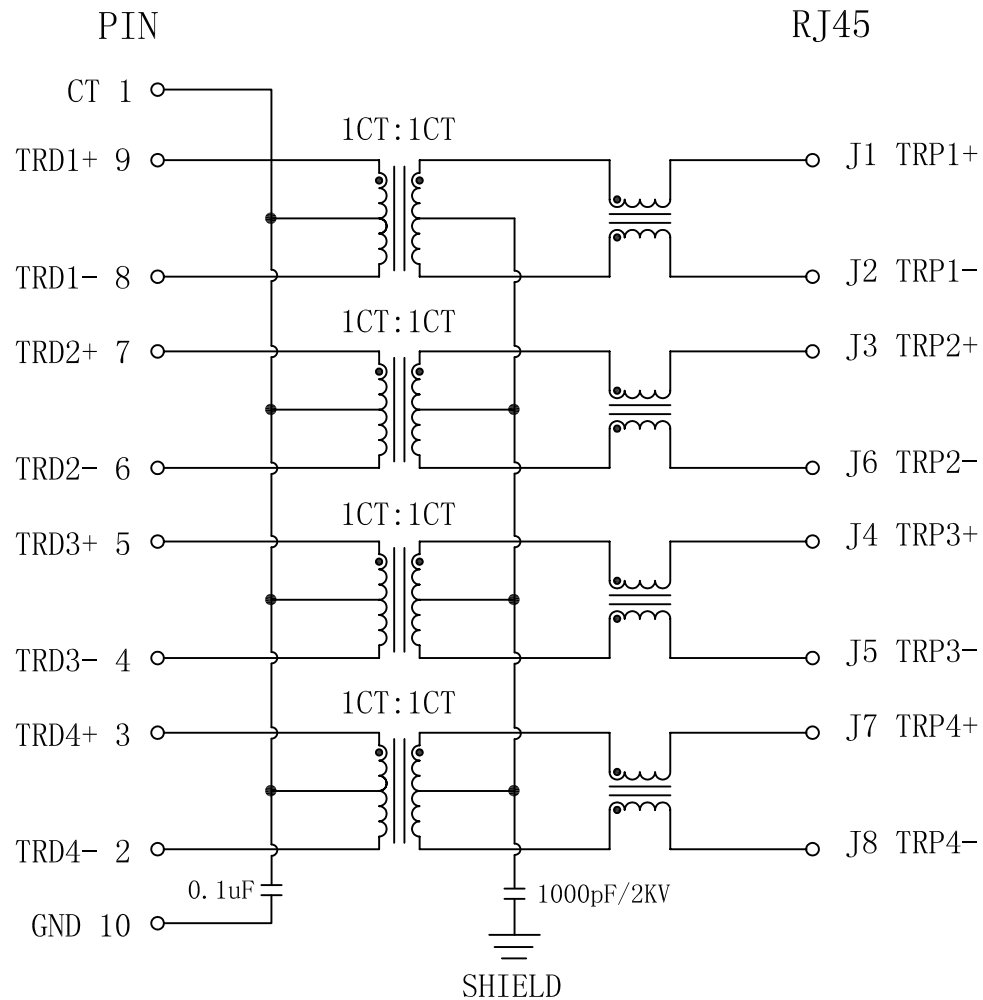 PIN RJ45
CT 1
1CT:1CT
TRD1+ 9 J1 TRP1+
TRD1- 8 J2 TRP1-
1CT:1CT
TRD2+ 7 J3 TRP2+
TRD2- 6 J6 TRP2-
1CT:1CT
TRD3+ 5 J4 TRP3+
TRD3- 4 J5 TRP3-
1CT:1CT
TRD4+ 3 J7 TRP4+
TRD4- 2 J8 TRP4-
0.1uF 1000pF/2KV
GND 10
SHIELD